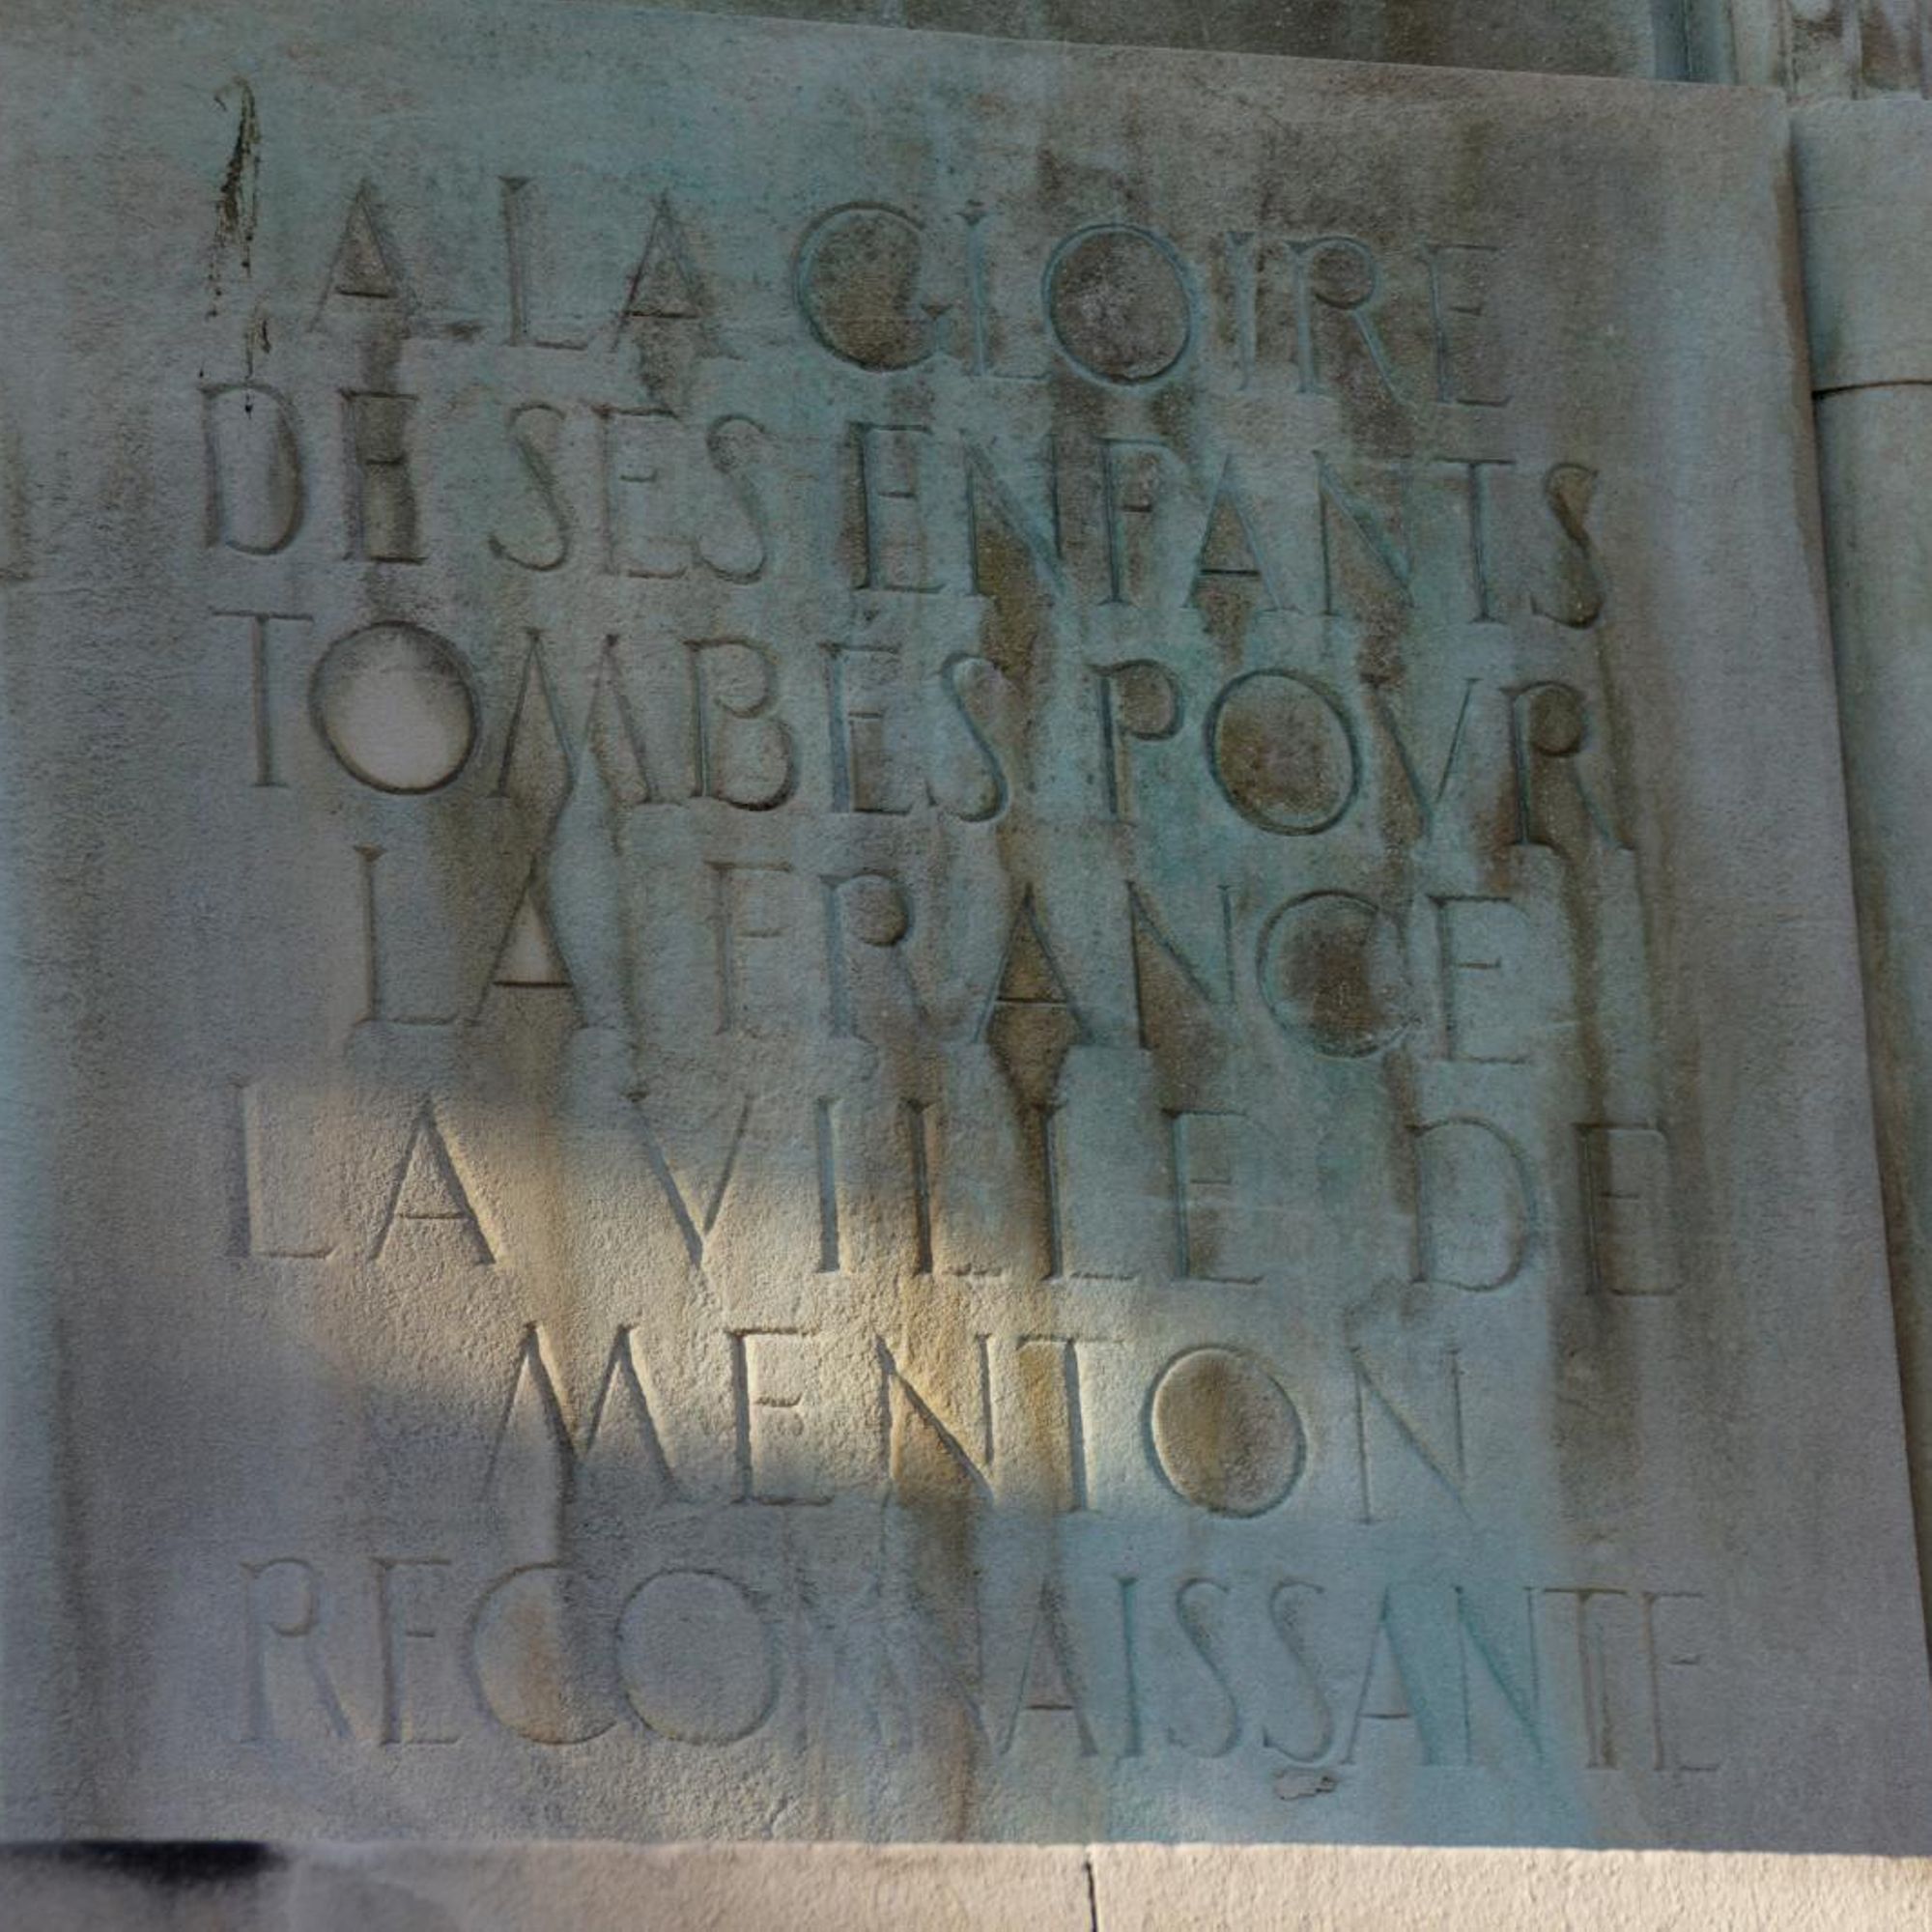 A LA GLOIRE
DE SES ENFANTS
TOMBÉS POVR
LA FRANCE
LA VILLE DE
MENTON
RECONNAISSANTE